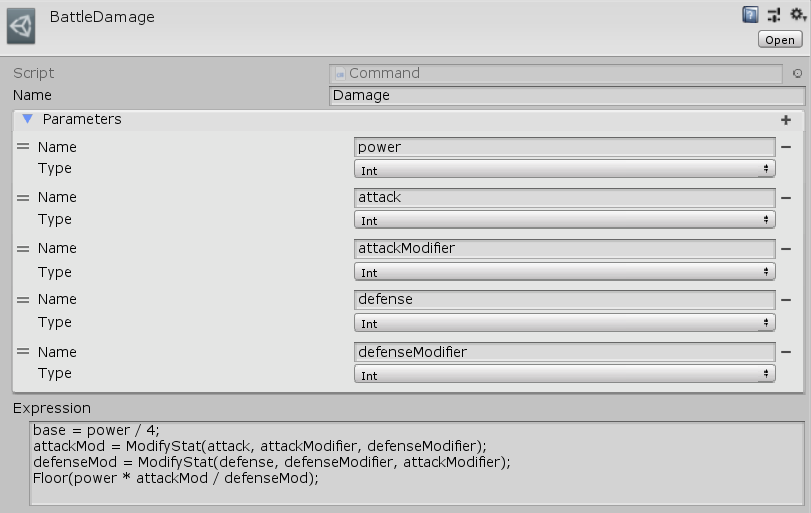 BattleDamage
Open
Script Command
Name Damage
Parameters
Name power
Type Int
Name attack
Type Int
Name attackModifier
Type Int
Name defense
Type Int
Name defenseModifier
Type Int
Expression
base = power / 4;
attackMod = ModifyStat(attack, attackModifier, defenseModifier);
defenseMod = ModifyStat(defense, defenseModifier, attackModifier);
Floor(power * attackMod / defenseMod);